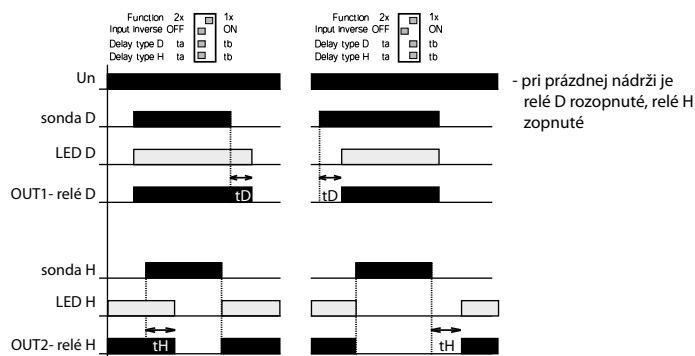 Function 2x 1x
Input inverse OFF ON
Delay type D ta tb
Delay type H ta tb
Function 2x 1x
Input inverse OFF ON
Delay type D ta tb
Delay type H ta tb
Un
- pri prázdnej nádrži je
relé D rozopnuté, relé H
zopnuté
sonda D
LED D
OUT1- relé D
tD
tD
sonda H
LED H
OUT2- relé H
tH
tH